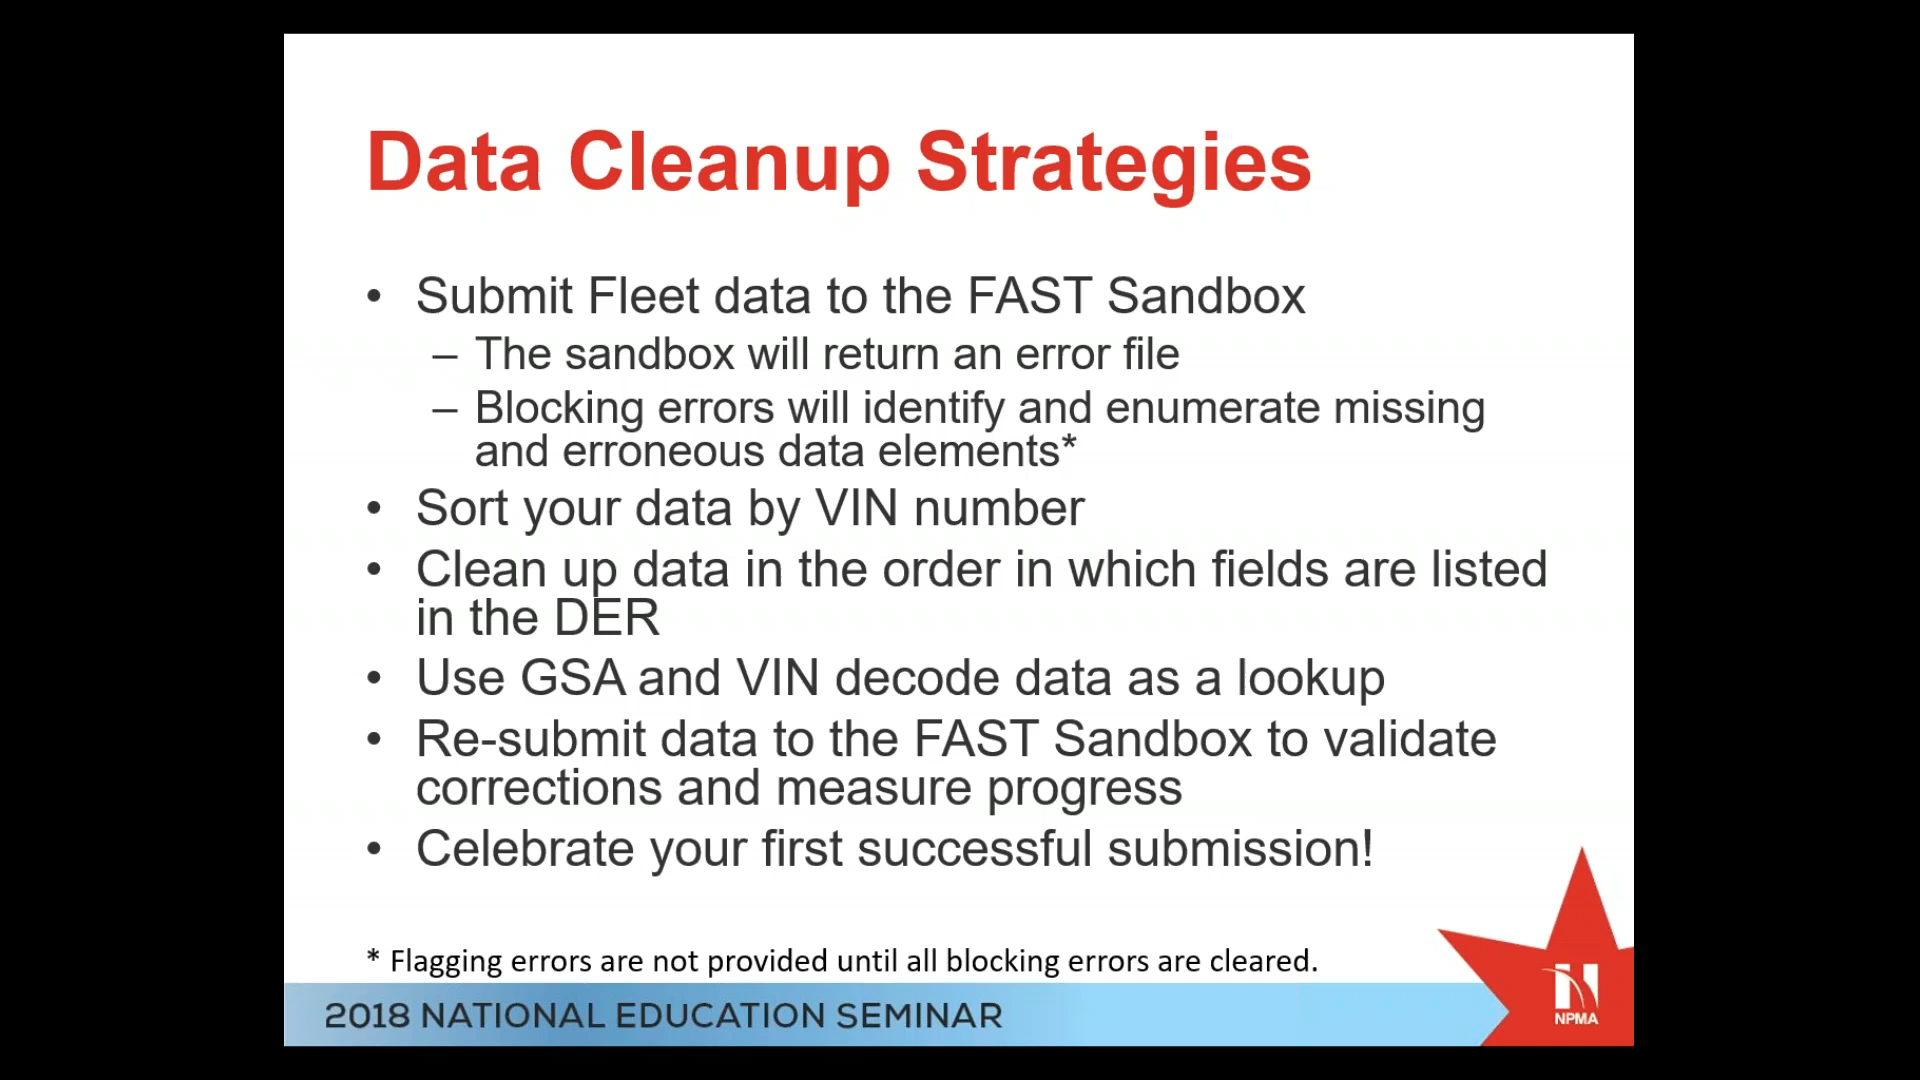 Data Cleanup Strategies
• Submit Fleet data to the FAST Sandbox
– The sandbox will return an error file
– Blocking errors will identify and enumerate missing
and erroneous data elements*
• Sort your data by VIN number
• Clean up data in the order in which fields are listed
in the DER
• Use GSA and VIN decode data as a lookup
• Re-submit data to the FAST Sandbox to validate
corrections and measure progress
• Celebrate your first successful submission!
* Flagging errors are not provided until all blocking errors are cleared.
2018 NATIONAL EDUCATION SEMINAR
NPMA